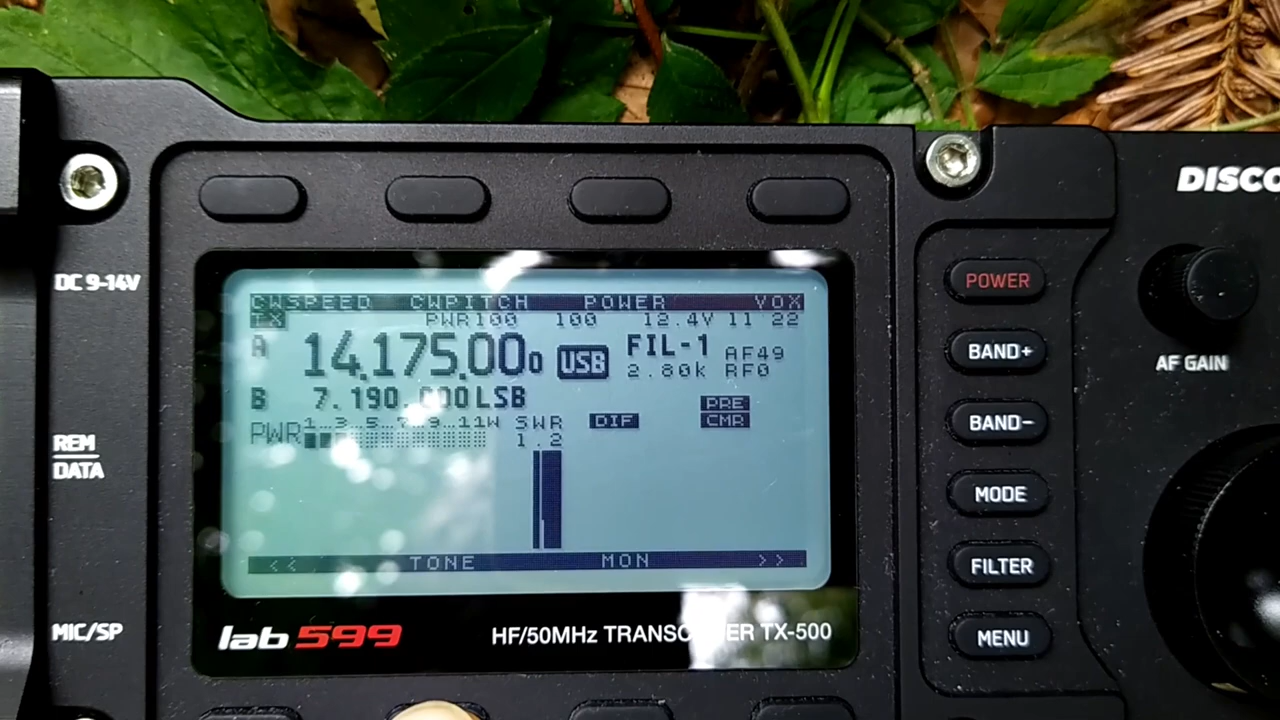 DISCO
DC 9-14V
REM
DATA
MIC/SP
CWSPEED CWPITCH POWER VOX
TX PWR100 100 12.4V 11 22
A 14.175.000 USB FIL-1 AF49
2.80k RF0
B 7.190.000 LSB PRE
1..3..5..7..9..11W SWR DIF CMR
PWR 1.2
<< TONE MON >>
lab599 HF/50MHz TRANSCEIVER TX-500
POWER
BAND+
BAND-
MODE
FILTER
MENU
AF GAIN